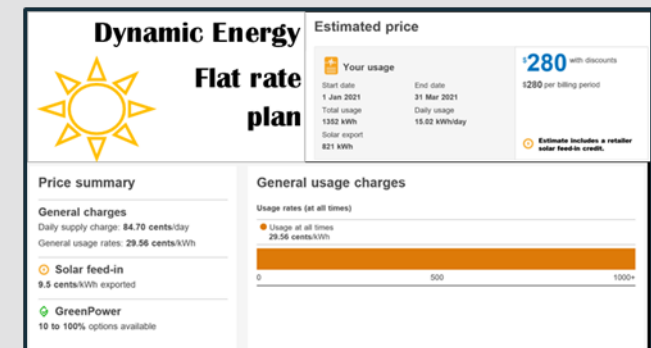 Dynamic Energy
Flat rate
plan
Estimated price
Your usage
Start date
End date
1 Jan 2021
31 Mar 2021
Total usage
Daily usage
1352 kWh
15.02 kWh/day
Solar export
821 kWh
$280 with discounts
$280 per billing period
Estimate includes a retailer
solar feed-in credit.
Price summary
General charges
Daily supply charge: 84.70 cents/day
General usage rates: 29.56 cents/kWh
Solar feed-in
9.5 cents/kWh exported
GreenPower
10 to 100% options available
General usage charges
Usage rates (at all times)
Usage at all times
29.56 cents/kWh
0 500 1000+